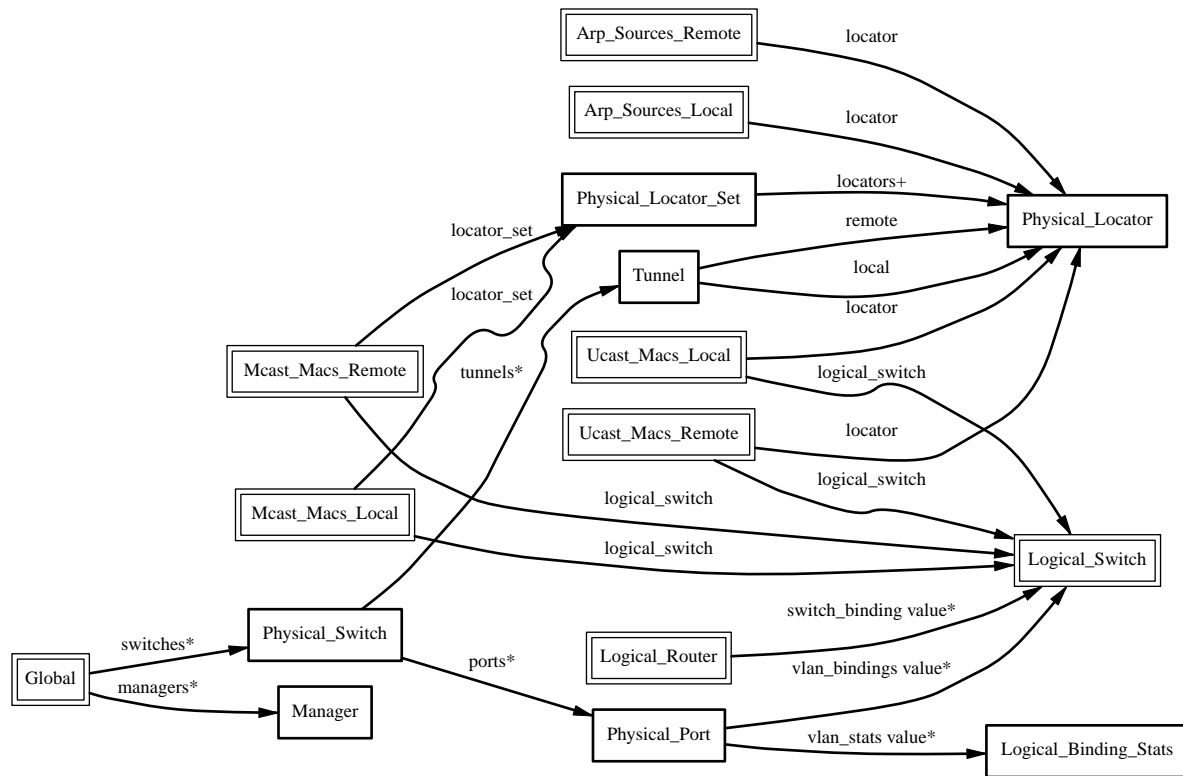 Arp_Sources_Remote
locator
Arp_Sources_Local
locator
Physical_Locator_Set
locators+
Physical_Locator
locator_set
remote
Tunnel
local
locator_set
locator
Mcast_Macs_Remote
tunnels*
Ucast_Macs_Local
logical_switch
Ucast_Macs_Remote
locator
logical_switch
Mcast_Macs_Local
logical_switch
logical_switch
Logical_Switch
Physical_Switch
switch_binding value*
switches*
Global
managers*
ports*
Logical_Router
vlan_bindings value*
Manager
Physical_Port
vlan_stats value*
Logical_Binding_Stats